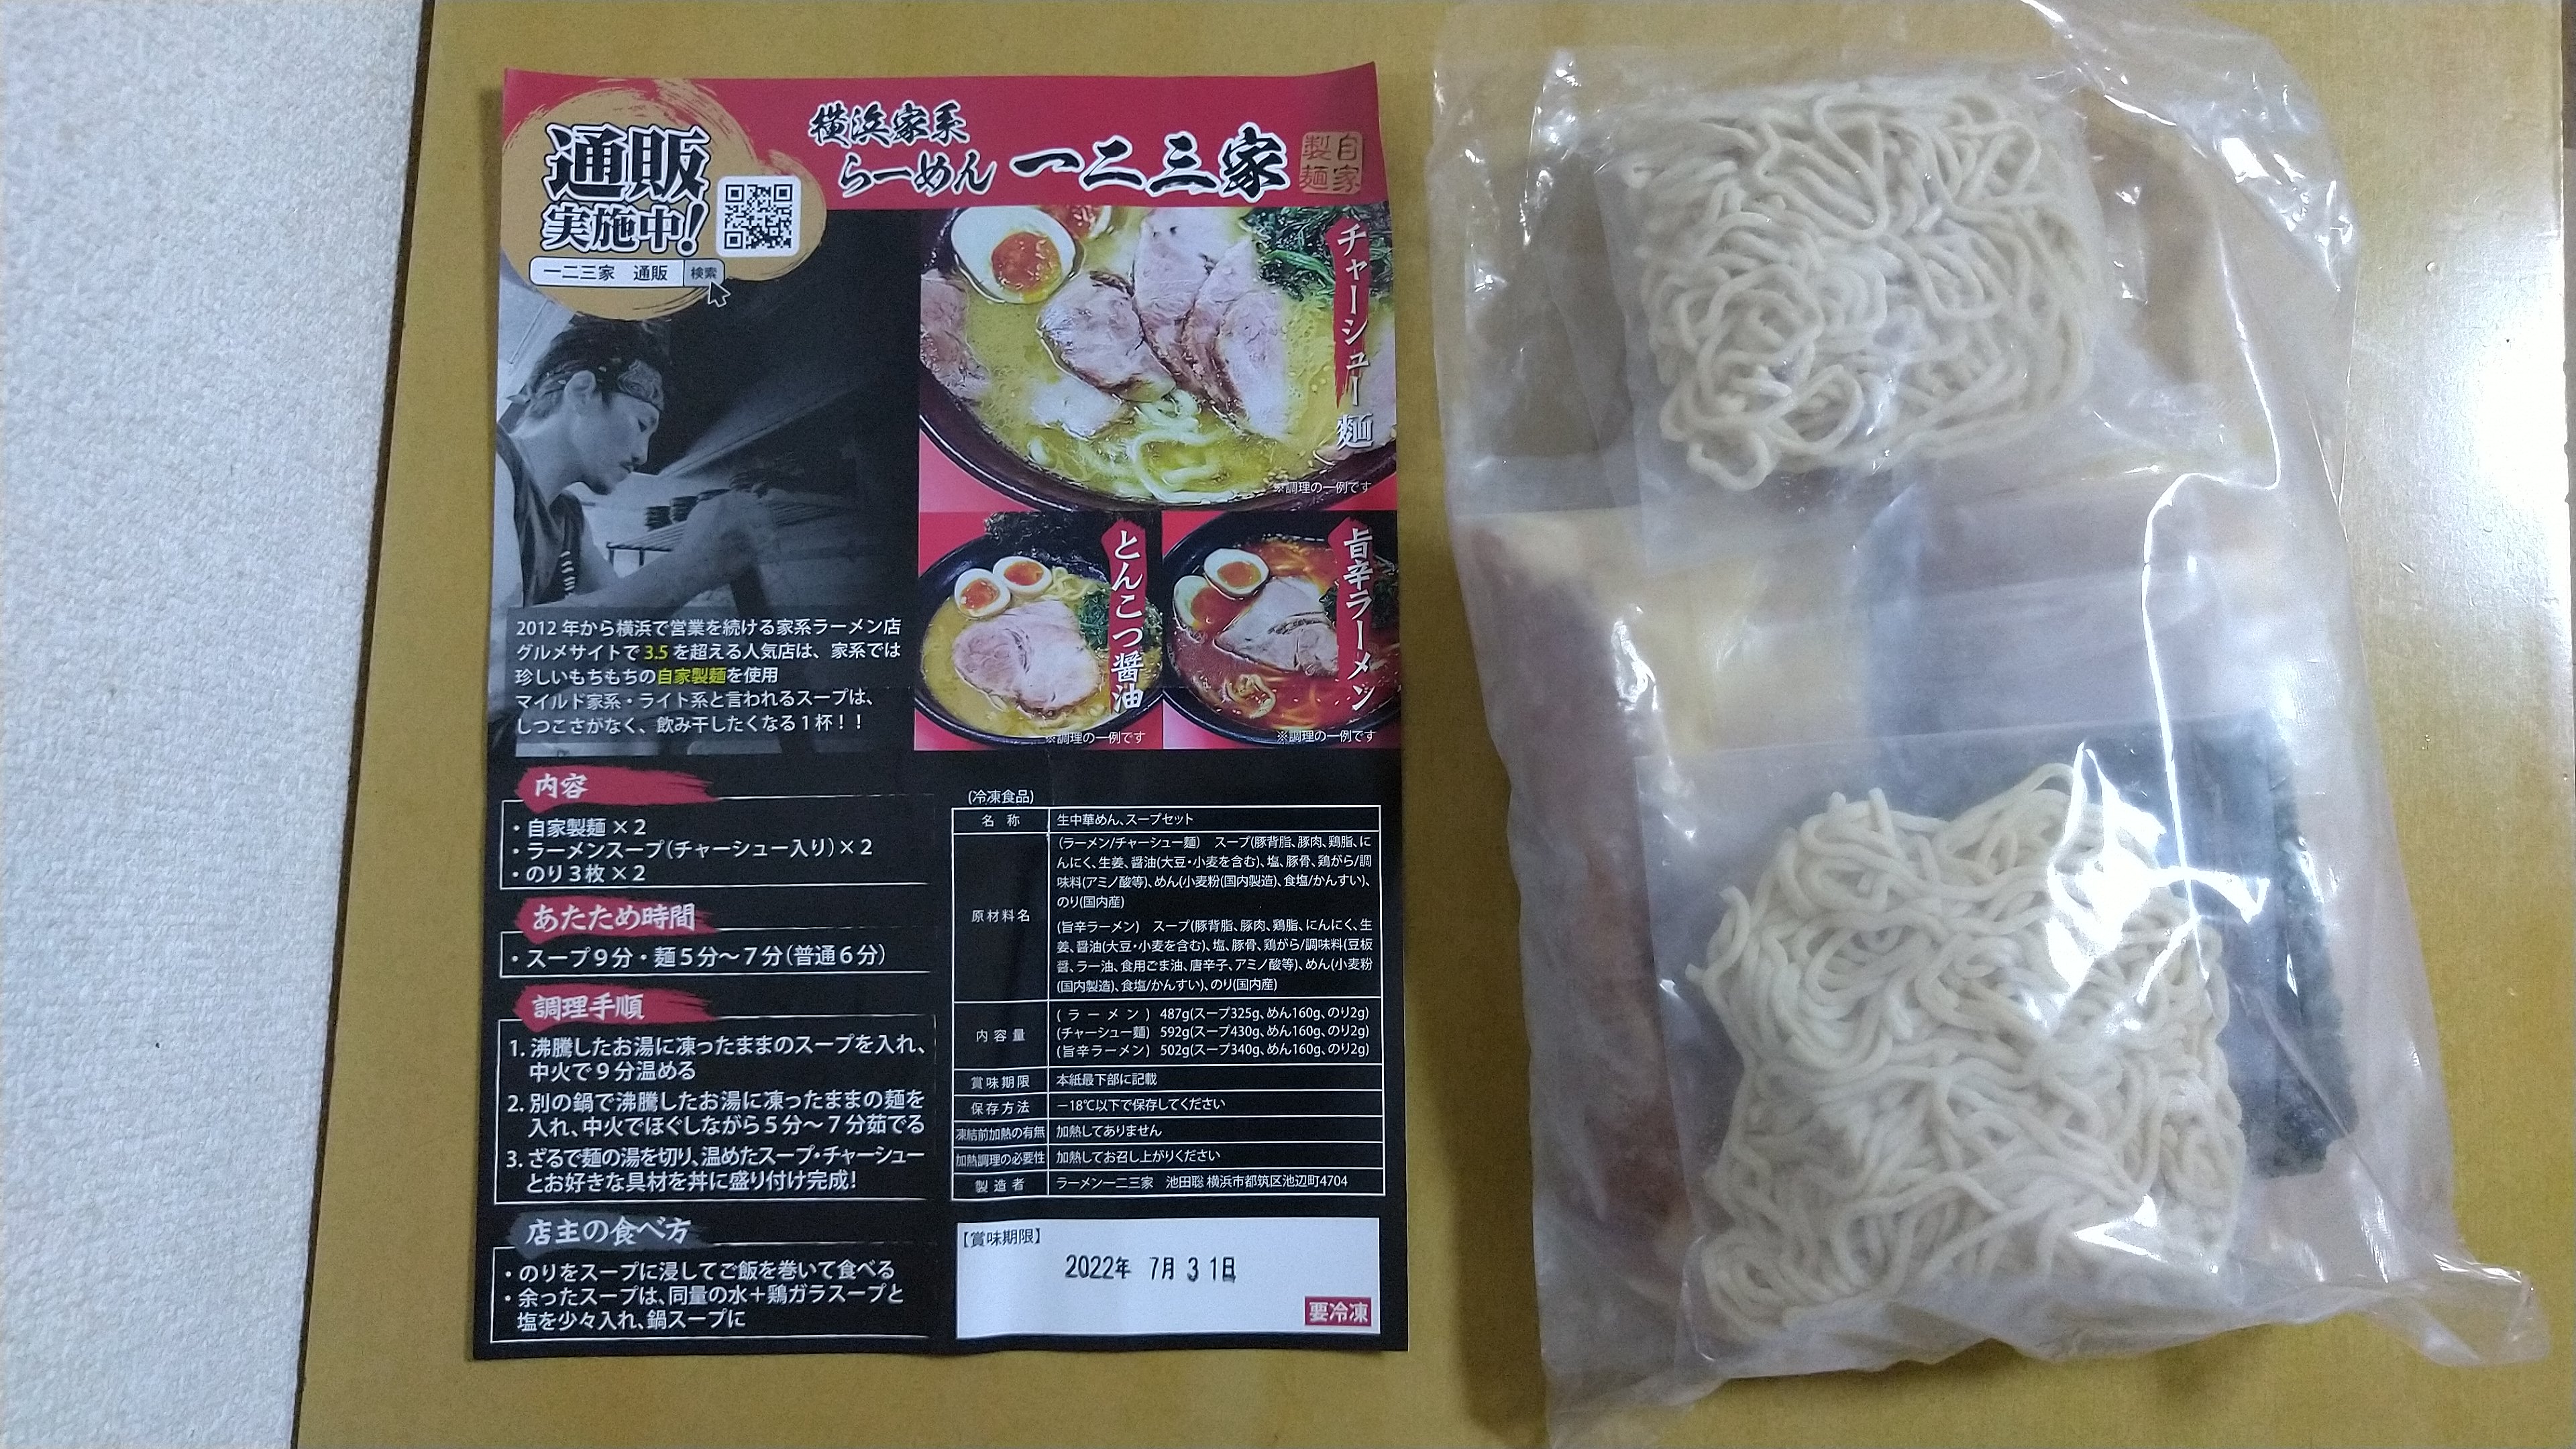 通販
実施中!
一二三家 通販 検索
横浜家系
らーめん 一二三家
自家
製麺
チャーシュー麺
※調理の一例です
とんこつ醤油
※調理の一例です
旨辛ラーメン
※調理の一例です
2012年から横浜で営業を続ける家系ラーメン店
グルメサイトで3.5を超える人気店は、家系では
珍しいもちもちの自家製麺を使用
マイルド家系・ライト系と言われるスープは、
しつこさがなく、飲み干したくなる1杯!!
内容
・自家製麺×2
・ラーメンスープ(チャーシュー入り)×2
・のり3枚×2
あたため時間
・スープ9分・麺5分〜7分(普通6分)
調理手順
1. 沸騰したお湯に凍ったままのスープを入れ、
中火で9分温める
2. 別の鍋で沸騰したお湯に凍ったままの麺を
入れ、中火でほぐしながら5分〜7分茹でる
3. ざるで麺の湯を切り、温めたスープ・チャーシュー
とお好きな具材を丼に盛り付け完成!
店主の食べ方
・のりをスープに浸してご飯を巻いて食べる
・余ったスープは、同量の水+鶏ガラスープと
塩を少々入れ、鍋スープに
(冷凍食品)
名称 生中華めん、スープセット
原材料名
(ラーメン/チャーシュー麺) スープ(豚背脂、豚肉、鶏脂、に
んにく、生姜、醤油(大豆・小麦を含む)、塩、豚骨、鶏がら/調
味料(アミノ酸等)、めん(小麦粉(国内製造)、食塩/かんすい)、
のり(国内産)
(旨辛ラーメン) スープ(豚背脂、豚肉、鶏脂、にんにく、生
姜、醤油(大豆・小麦を含む)、塩、豚骨、鶏がら/調味料(豆板
醤、ラー油、食用ごま油、唐辛子、アミノ酸等)、めん(小麦粉
(国内製造)、食塩/かんすい)、のり(国内産)
内容量
(ラーメン) 487g(スープ325g、めん160g、のり2g)
(チャーシュー麺) 592g(スープ430g、めん160g、のり2g)
(旨辛ラーメン) 502g(スープ340g、めん160g、のり2g)
賞味期限 本紙最下部に記載
保存方法 −18℃以下で保存してください
凍結前加熱の有無 加熱してありません
加熱調理の必要性 加熱してお召し上がりください
製造者 ラーメン一二三家 池田聡 横浜市都筑区池辺町4704
【賞味期限】
2022年 7月31日
要冷凍